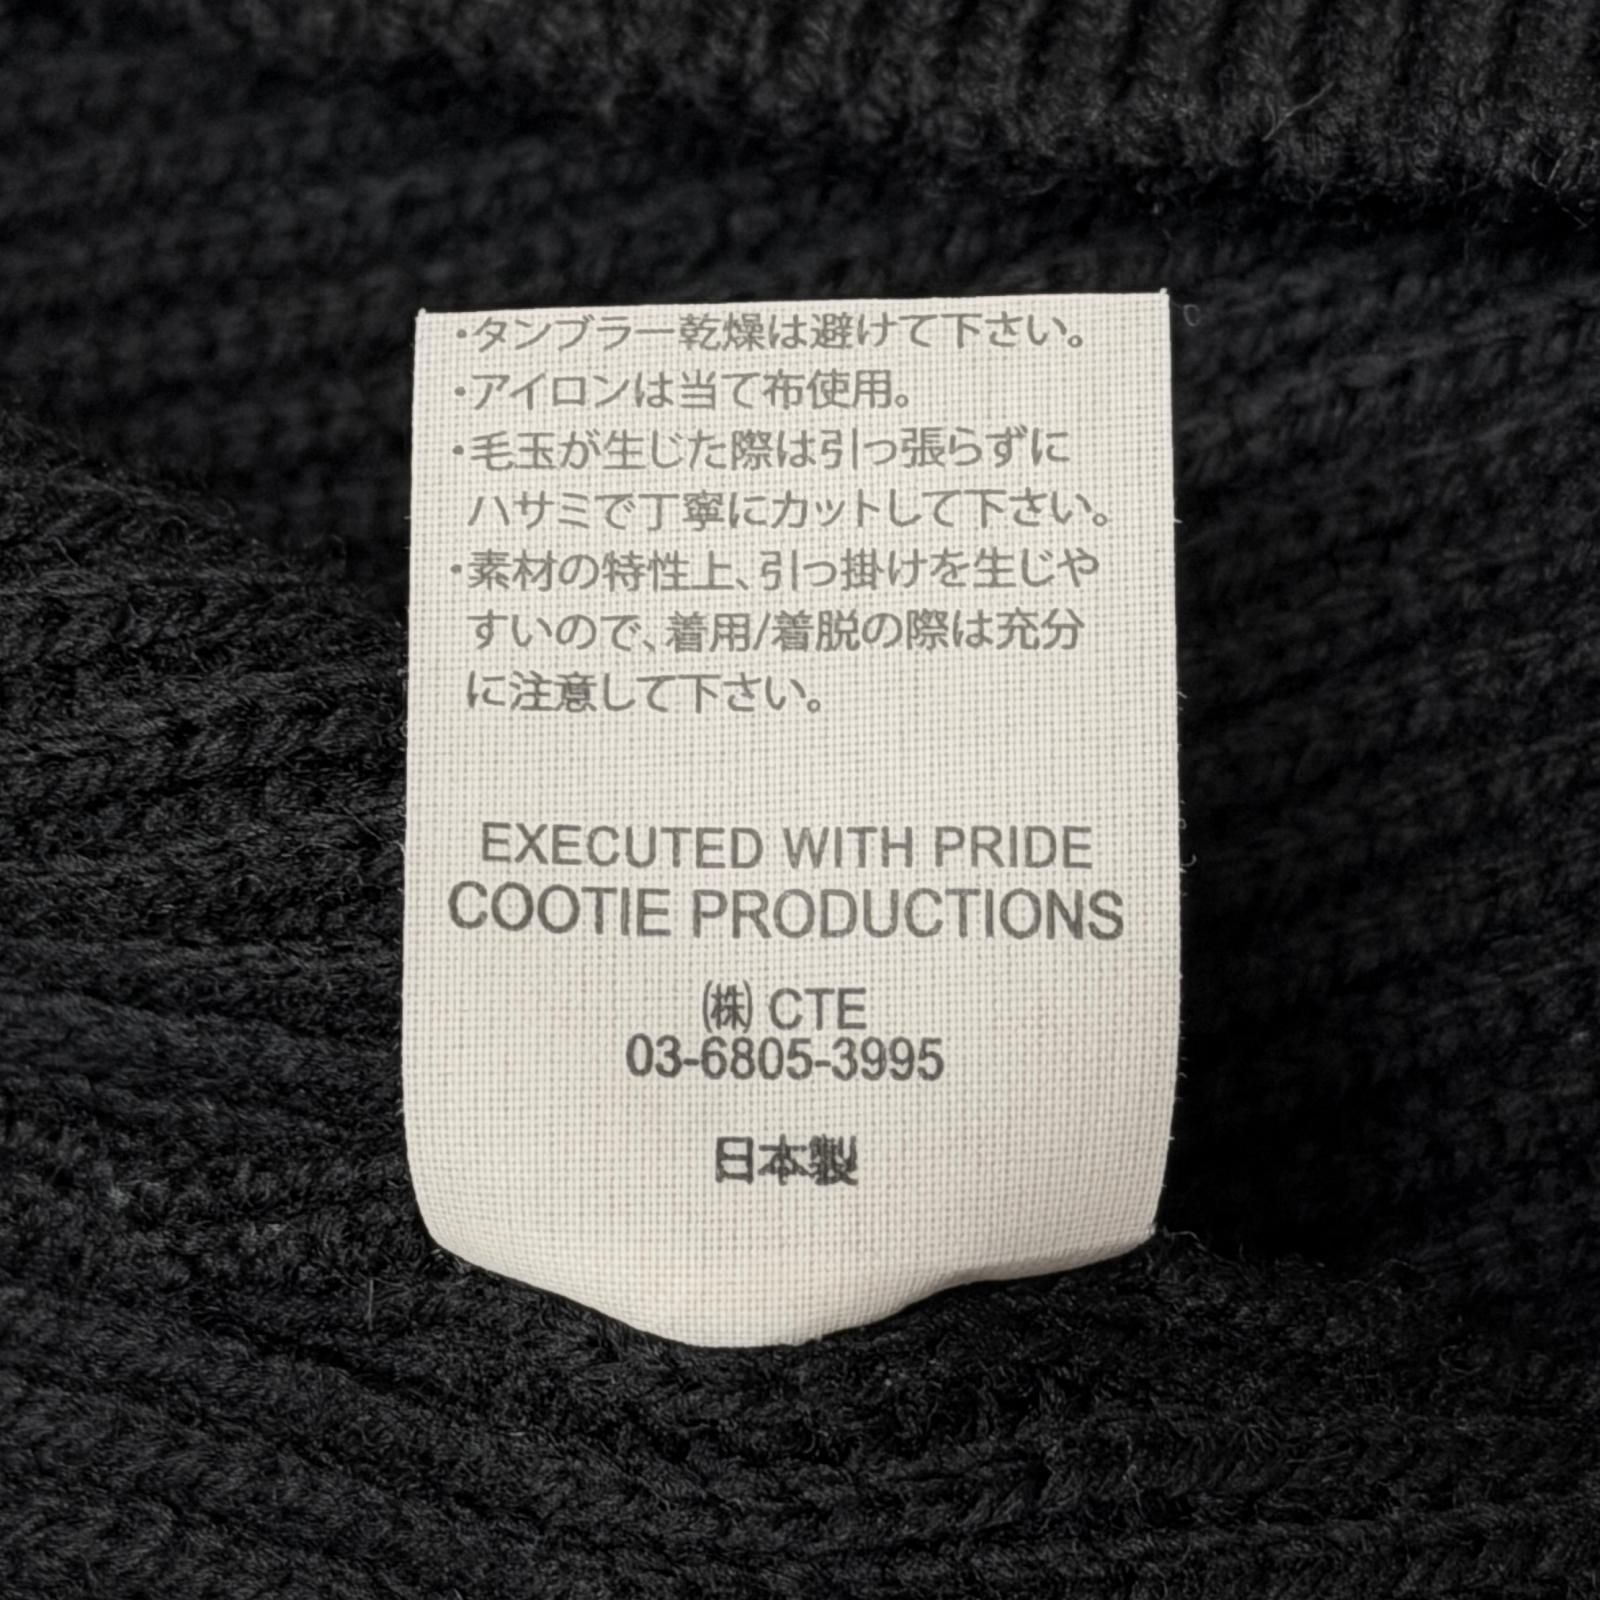 ・タンブラー乾燥は避けて下さい。
・アイロンは当て布使用。
・毛玉が生じた際は引っ張らずに
ハサミで丁寧にカットして下さい。
・素材の特性上、引っ掛けを生じや
すいので、着用/着脱の際は充分
に注意して下さい。
EXECUTED WITH PRIDE
COOTIE PRODUCTIONS
㈱ CTE
03-6805-3995
日本製